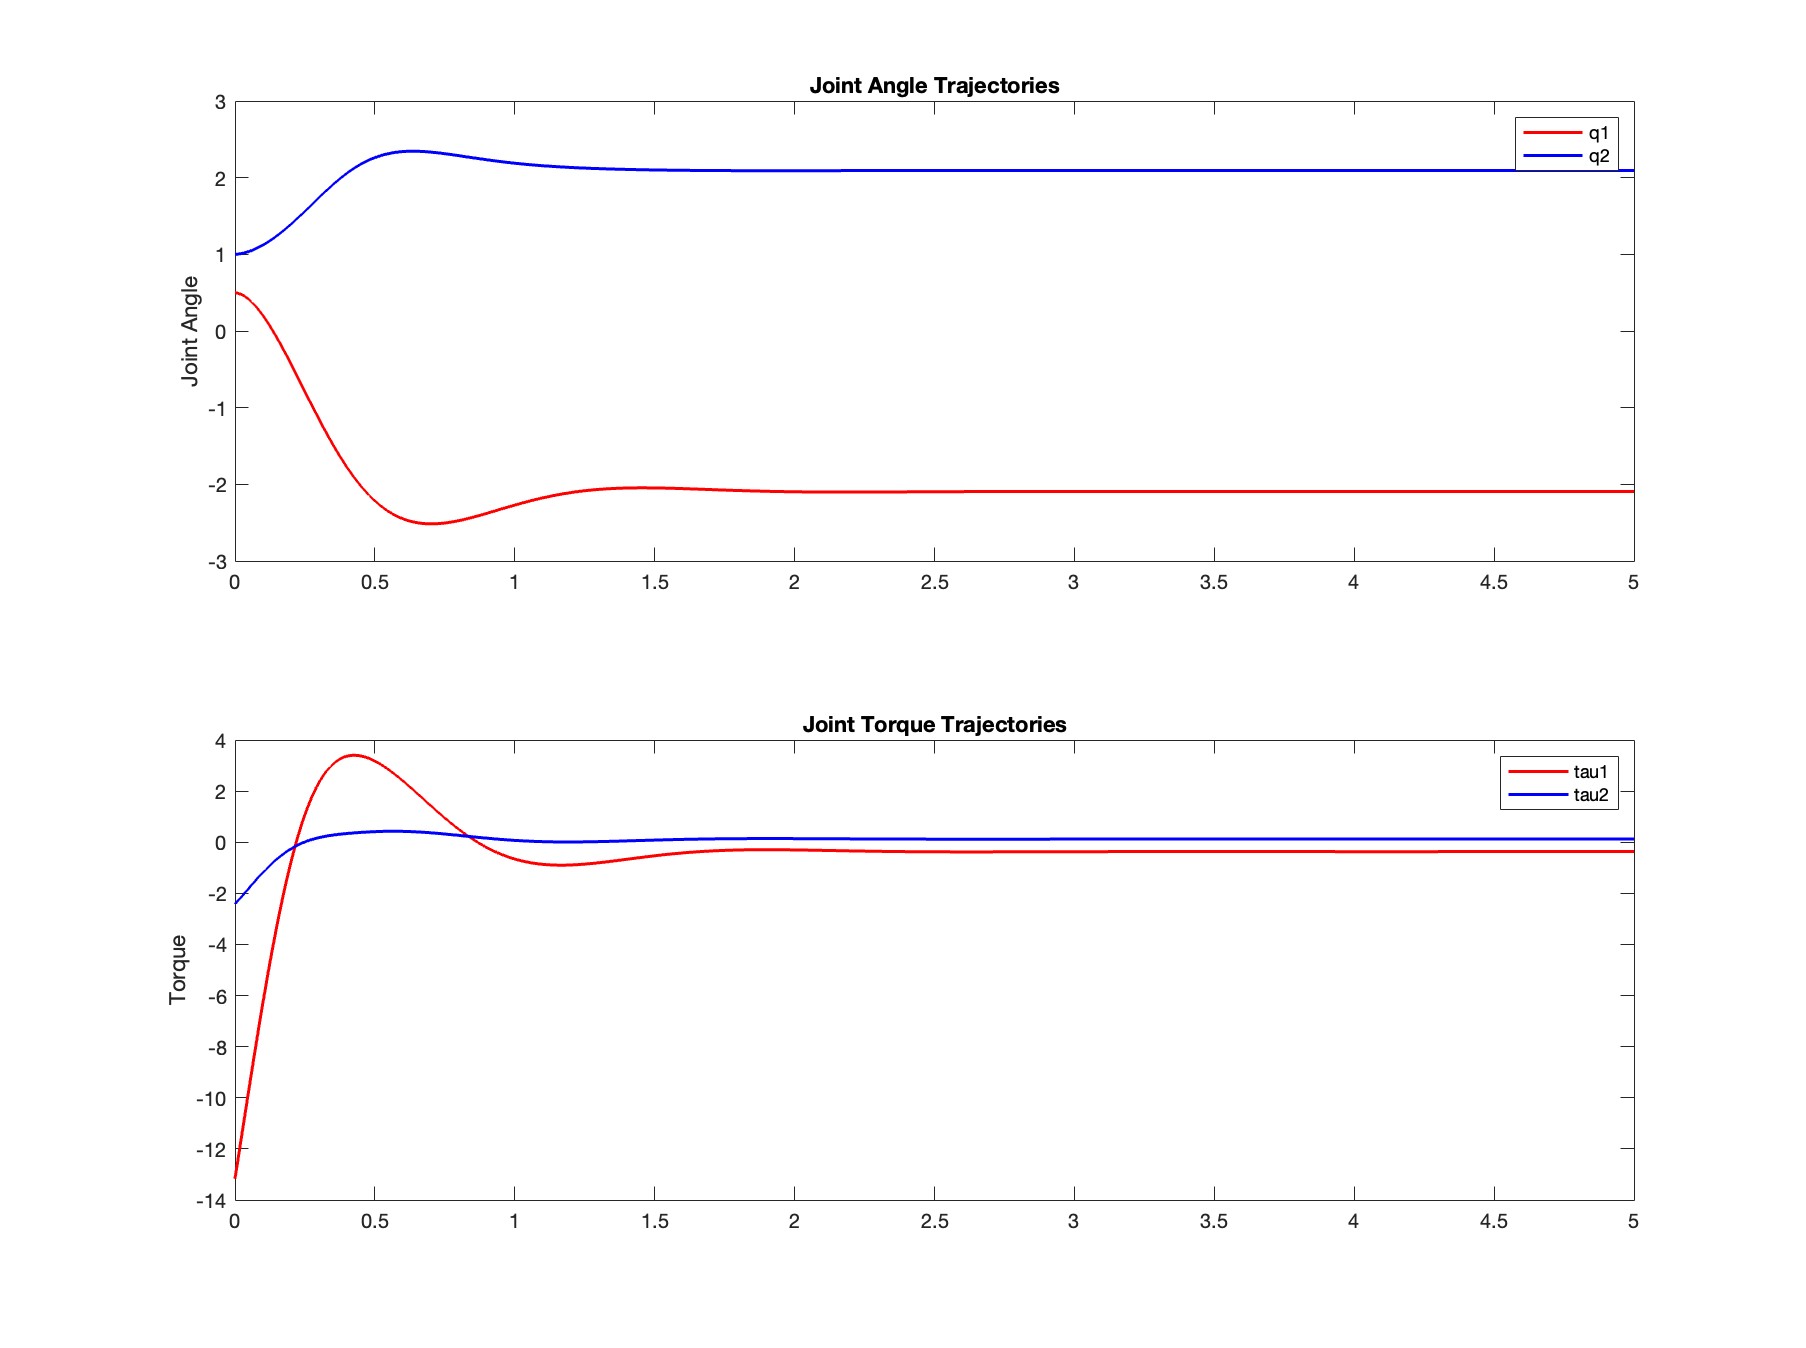 Joint Angle Trajectories
3
2
1
0
-1
-2
-3
Joint Angle
q1
q2
0 0.5 1 1.5 2 2.5 3 3.5 4 4.5 5
Joint Torque Trajectories
4
2
0
-2
-4
-6
-8
-10
-12
-14
Torque
tau1
tau2
0 0.5 1 1.5 2 2.5 3 3.5 4 4.5 5